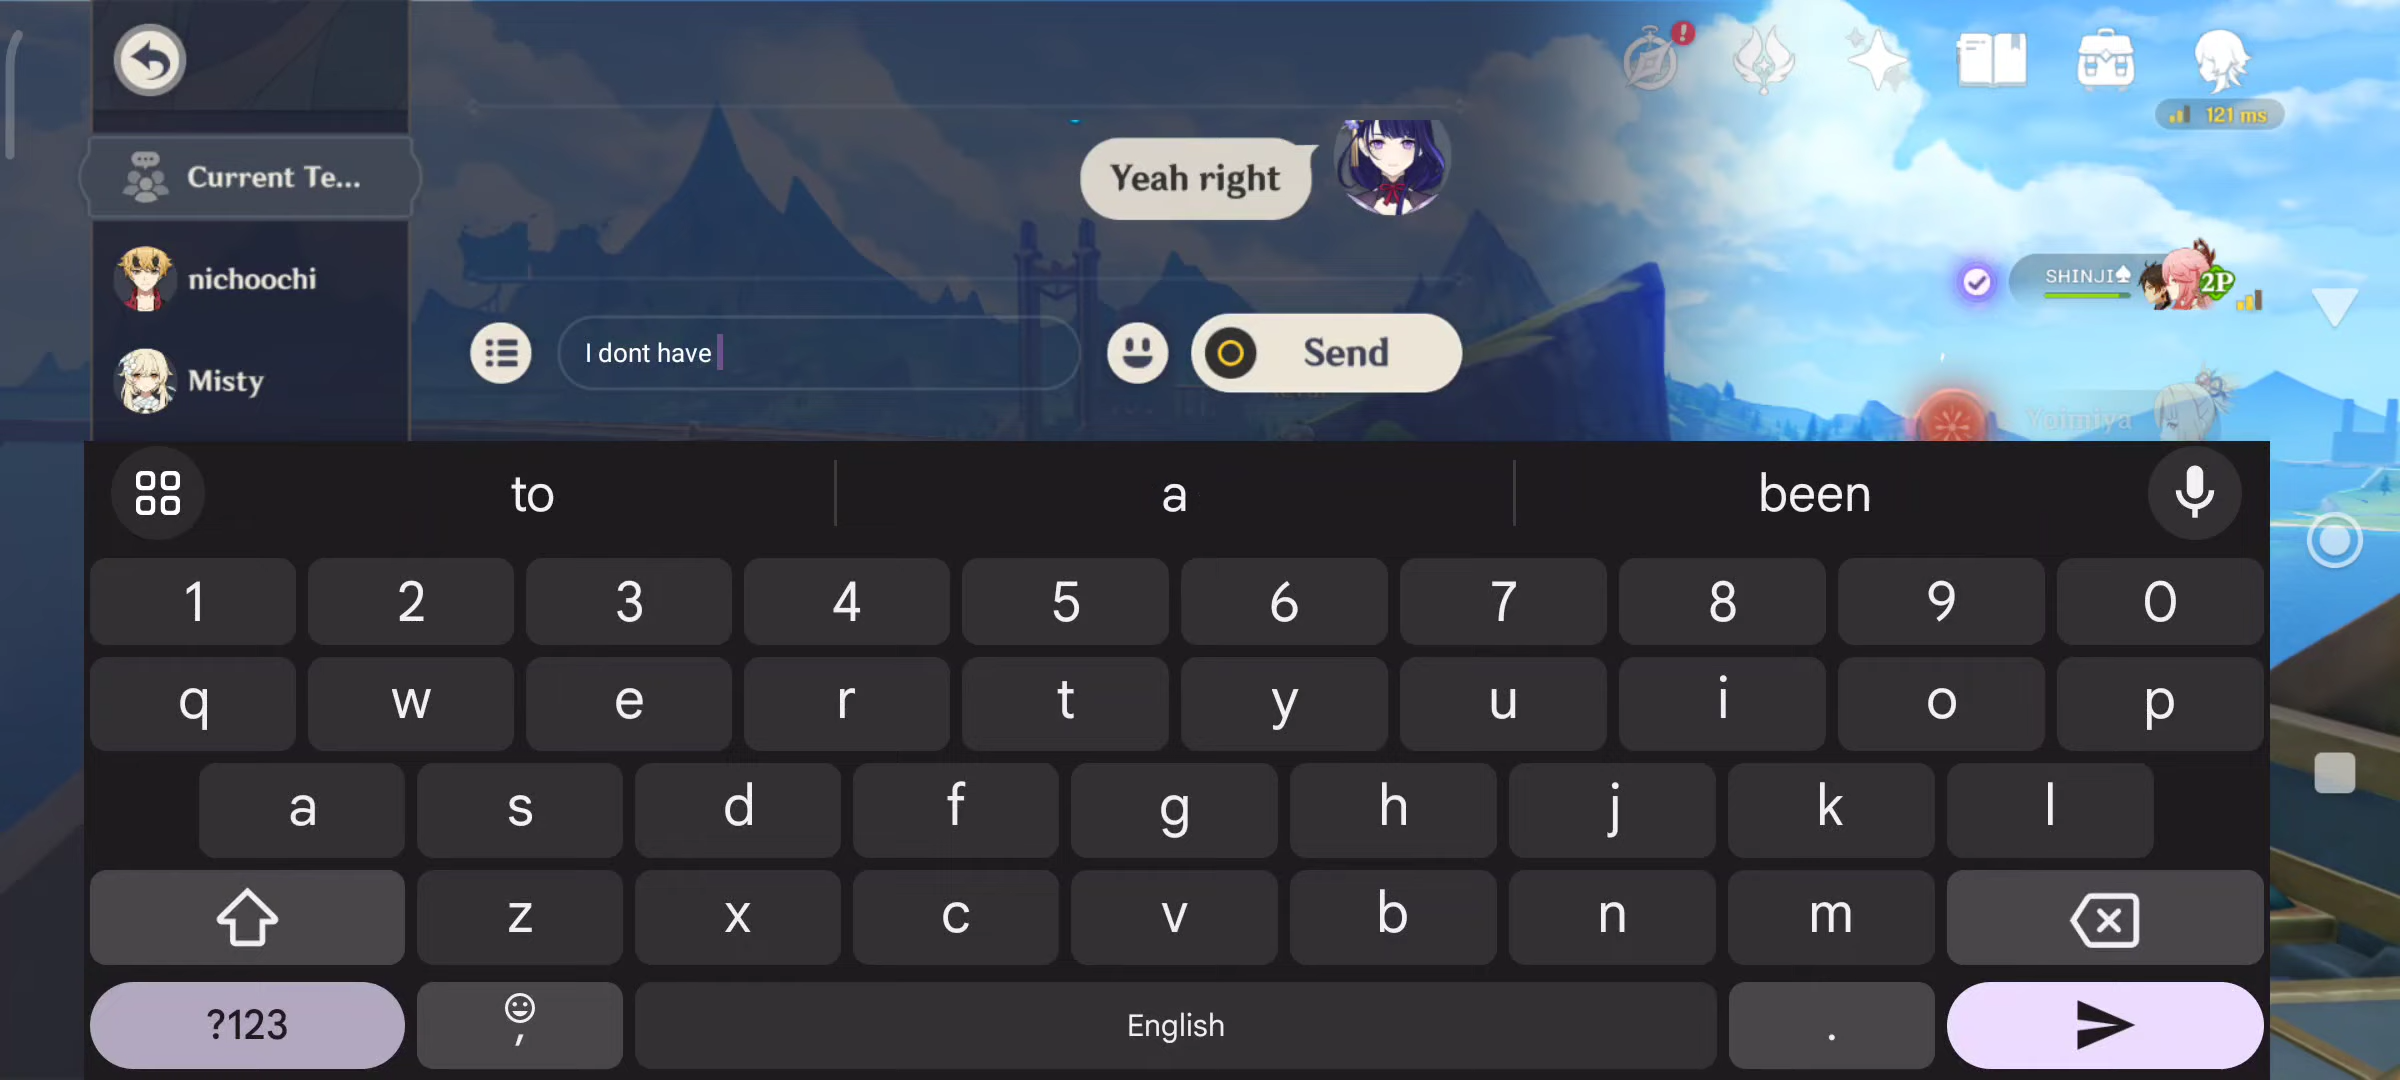 Current Te...
nichoochi
Misty
Yeah right
I dont have
Send
121 ms
SHINJI♠
2P
Yoimiya
to a been
1 2 3 4 5 6 7 8 9 0
q w e r t y u i o p
a s d f g h j k l
z x c v b n m
?123 , English .